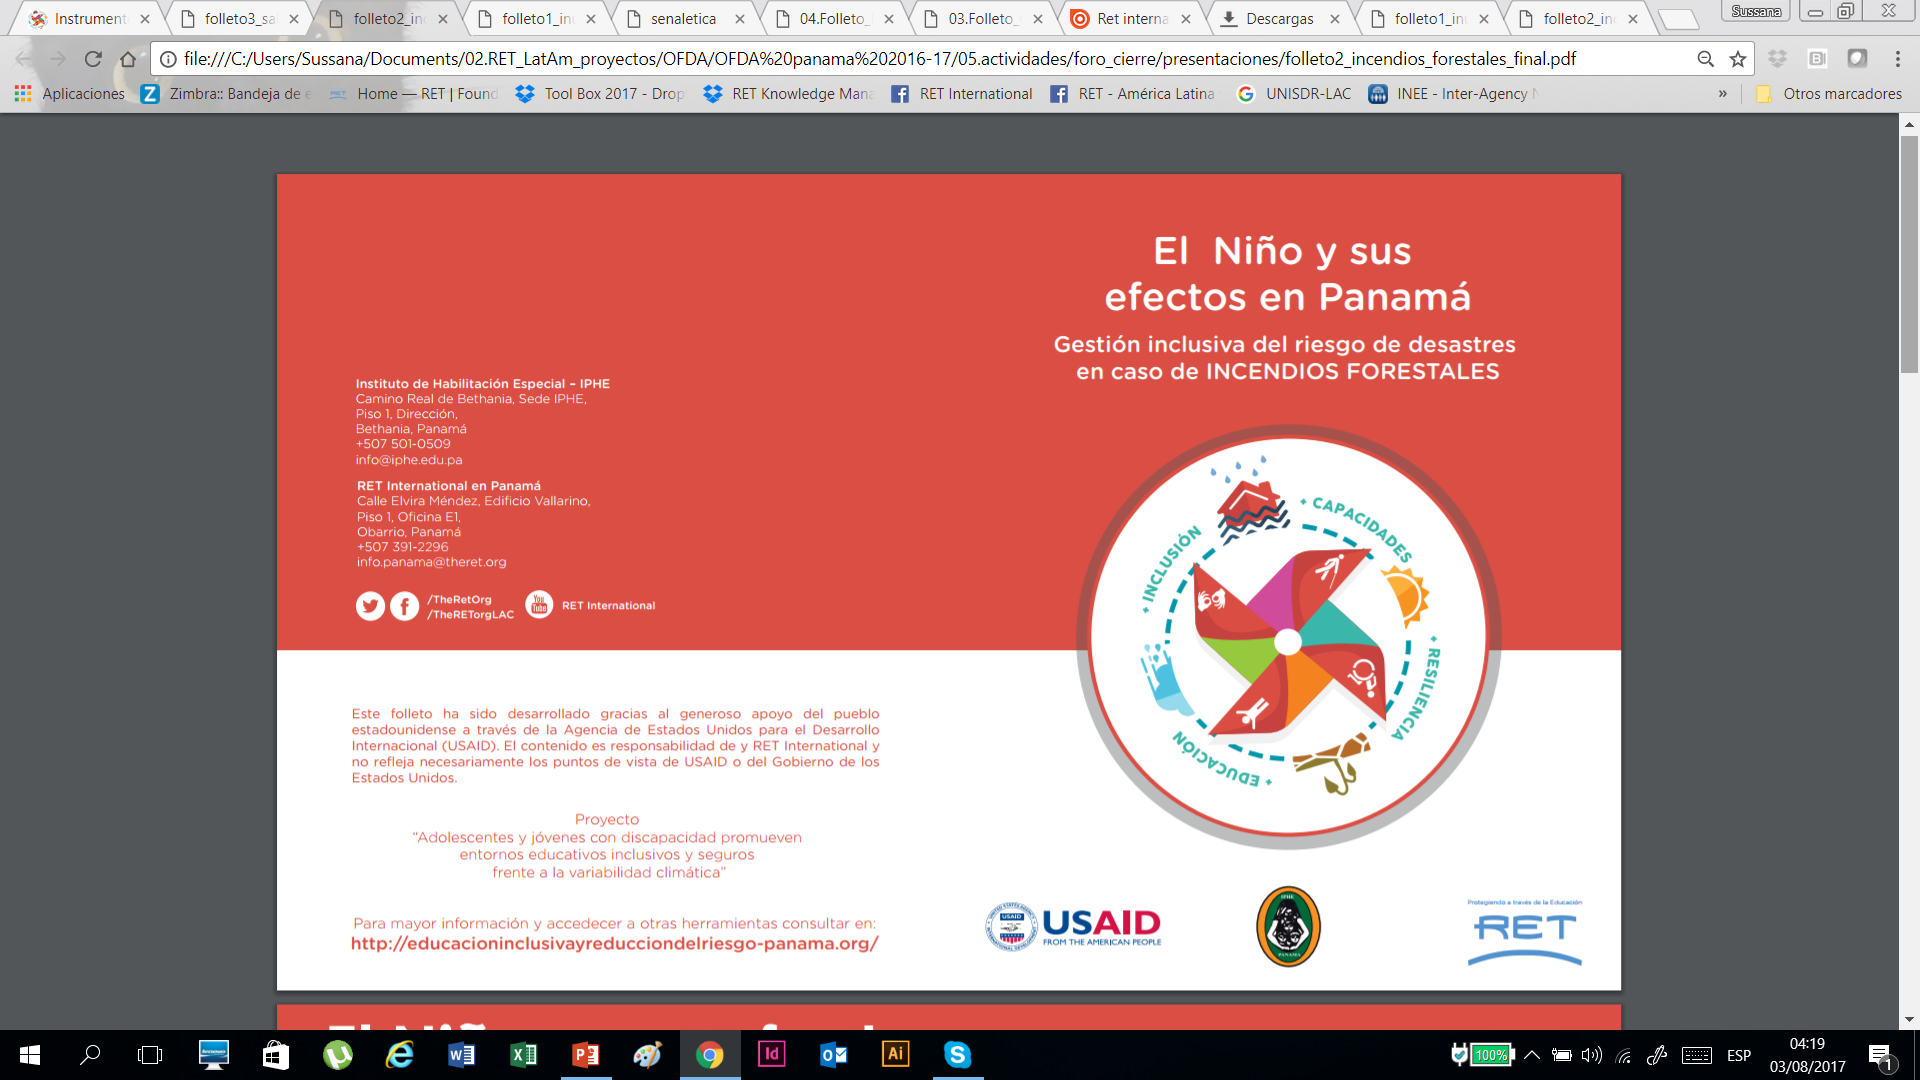 Instrument
folleto3_sa
folleto2_in
folleto1_in
senaletica
04.Folleto_
03.Folleto_
Ret interna
Descargas
folleto1_in
folleto2_in
Sussana
file:///C:/Users/Sussana/Documents/02.RET_LatAm_proyectos/OFDA/OFDA%20panama%202016-17/05.actividades/foro_cierre/presentaciones/folleto2_incendios_forestales_final.pdf
Aplicaciones
Zimbra:: Bandeja de e
Home — RET | Found
Tool Box 2017 - Drop
RET Knowledge Mana
RET International
RET - América Latina
UNISDR-LAC
INEE - Inter-Agency N
»
Otros marcadores
El Niño y sus
efectos en Panamá
Gestión inclusiva del riesgo de desastres
en caso de INCENDIOS FORESTALES
Instituto de Habilitación Especial – IPHE
Camino Real de Bethania, Sede IPHE,
Piso 1, Dirección,
Bethania, Panamá
+507 501-0509
info@iphe.edu.pa
RET International en Panamá
Calle Elvira Méndez, Edificio Vallarino,
Piso 1, Oficina E1,
Obarrio, Panamá
+507 391-2296
info.panama@theret.org
/TheRetOrg
/TheRETorgLAC
You Tube
RET International
+ INCLUSIÓN
+ CAPACIDADES
+ RESILIENCIA
+ EDUCACIÓN
Este folleto ha sido desarrollado gracias al generoso apoyo del pueblo
estadounidense a través de la Agencia de Estados Unidos para el Desarrollo
Internacional (USAID). El contenido es responsabilidad de y RET International y
no refleja necesariamente los puntos de vista de USAID o del Gobierno de los
Estados Unidos.
Proyecto
“Adolescentes y jóvenes con discapacidad promueven
entornos educativos inclusivos y seguros
frente a la variabilidad climática”
Para mayor información y accedecer a otras herramientas consultar en:
http://educacioninclusivayreducciondelriesgo-panama.org/
USAID
USAID
FROM THE AMERICAN PEOPLE
IPHE
PANAMA
Protegiendo a través de la Educación
RET
100%
ESP
04:19
03/08/2017
1